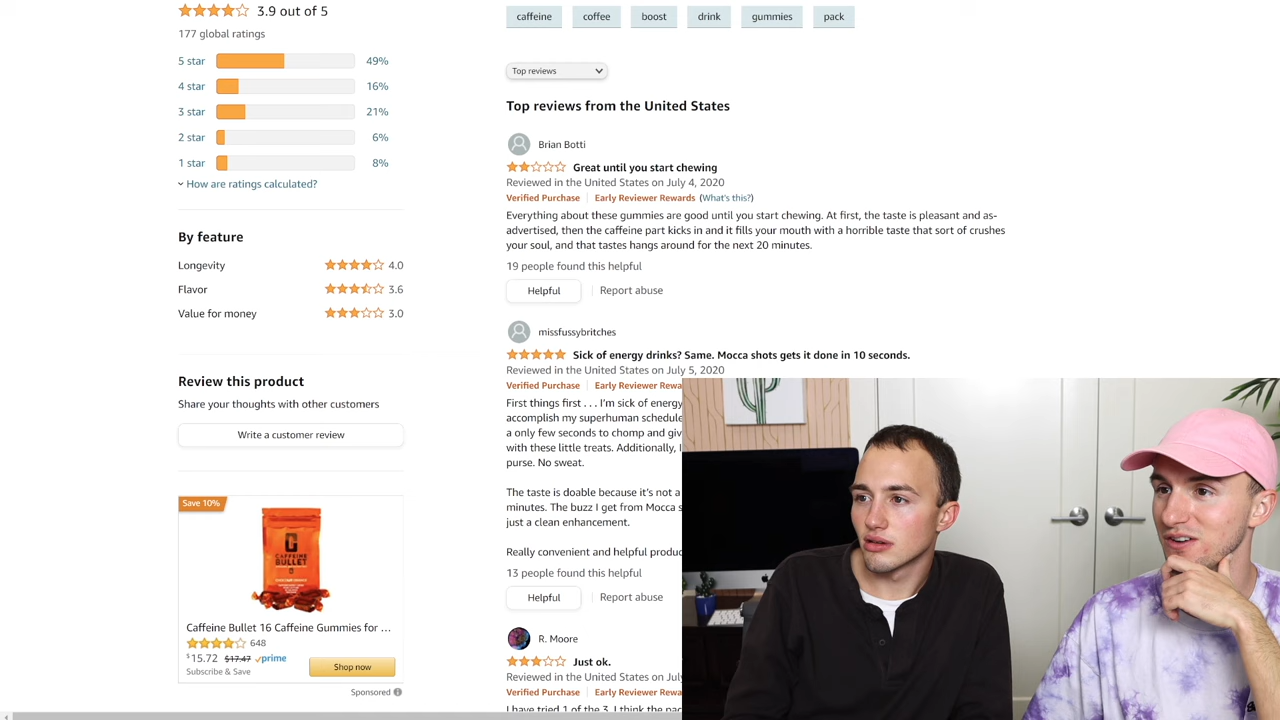 3.9 out of 5
177 global ratings
5 star 49%
4 star 16%
3 star 21%
2 star 6%
1 star 8%
How are ratings calculated?
By feature
Longevity 4.0
Flavor 3.6
Value for money 3.0
Review this product
Share your thoughts with other customers
Write a customer review
Save 10%
CAFFEINE
BULLET
Caffeine Bullet 16 Caffeine Gummies for ...
648
$15.72 $17.47 prime
Subscribe & Save
Shop now
Sponsored
caffeine coffee boost drink gummies pack
Top reviews
Top reviews from the United States
Brian Botti
Great until you start chewing
Reviewed in the United States on July 4, 2020
Verified Purchase | Early Reviewer Rewards (What's this?)
Everything about these gummies are good until you start chewing. At first, the taste is pleasant and as-
advertised, then the caffeine part kicks in and it fills your mouth with a horrible taste that sort of crushes
your soul, and that tastes hangs around for the next 20 minutes.
19 people found this helpful
Helpful | Report abuse
missfussybritches
Sick of energy drinks? Same. Mocca shots gets it done in 10 seconds.
Reviewed in the United States on July 5, 2020
Verified Purchase | Early Reviewer Rewa
First things first . . . I'm sick of energy
accomplish my superhuman schedule
a only few seconds to chomp and giv
with these little treats. Additionally, I
purse. No sweat.
The taste is doable because it's not a
minutes. The buzz I get from Mocca s
just a clean enhancement.
Really convenient and helpful produc
13 people found this helpful
Helpful | Report abuse
R. Moore
Just ok.
Reviewed in the United States on Jul
Verified Purchase | Early Reviewer Rewa
I have tried 1 of the 3. I think the pac